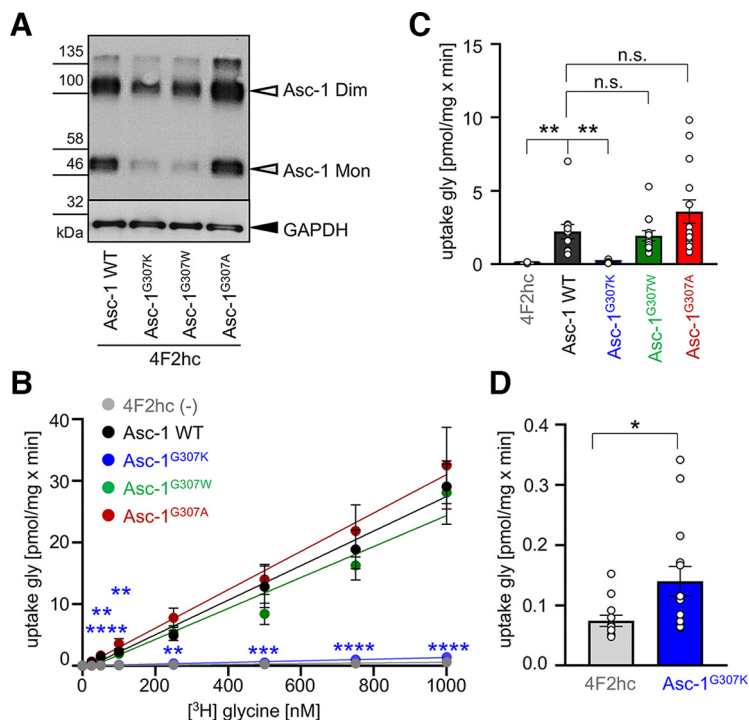 A
135
100
58
46
32
kDa
Asc-1 Dim
Asc-1 Mon
GAPDH
Asc-1 WT
Asc-1G307K
Asc-1G307W
Asc-1G307A
4F2hc
B
uptake gly [pmol/mg x min]
40
30
20
10
0
4F2hc (-)
Asc-1 WT
Asc-1G307K
Asc-1G307W
Asc-1G307A
**
**
****
**
***
****
****
0
200
400
600
800
1000
[³H] glycine [nM]
C
uptake gly [pmol/mg x min]
15
10
5
0
n.s.
n.s.
** **
4F2hc
Asc-1 WT
Asc-1G307K
Asc-1G307W
Asc-1G307A
D
uptake gly [pmol/mg x min]
0.4
0.3
0.2
0.1
0
*
4F2hc
Asc-1G307K